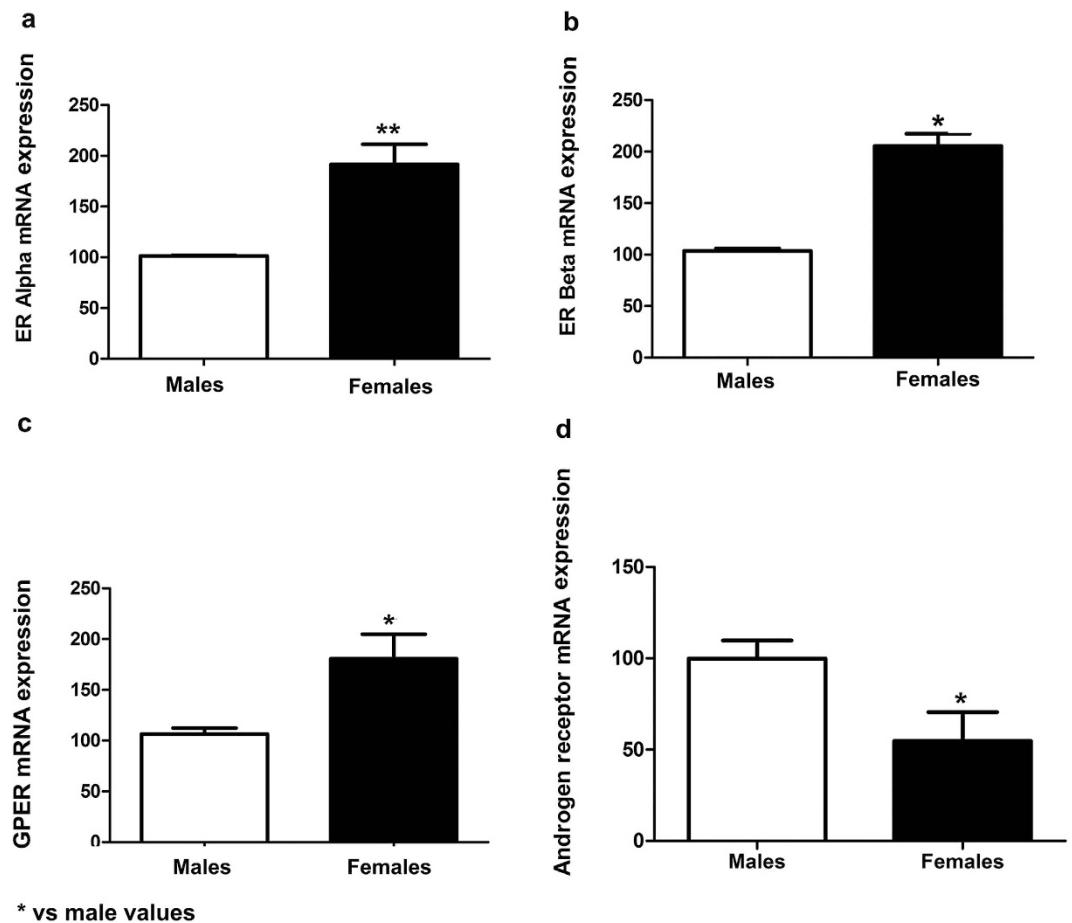 a
ER Alpha mRNA expression
250
200
150
100
50
0
**
Males Females
b
ER Beta mRNA expression
250
200
150
100
50
0
*
Males Females
c
GPER mRNA expression
250
200
150
100
50
0
*
Males Females
d
Androgen receptor mRNA expression
150
100
50
0
*
Males Females
* vs male values